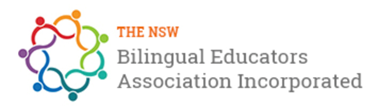 THE NSW
Bilingual Educators
Association Incorporated